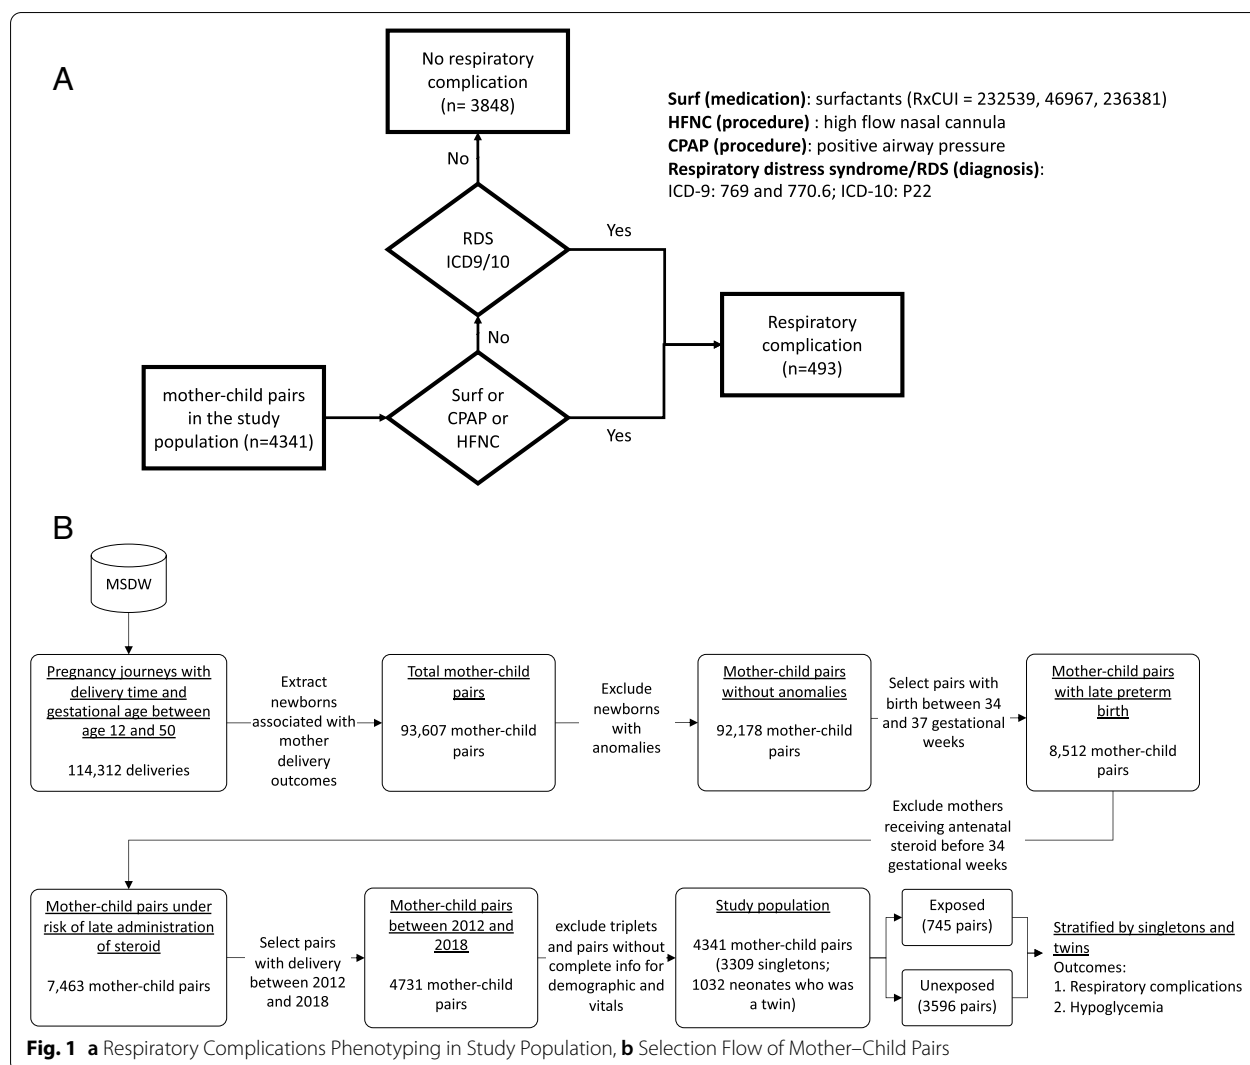 A
No respiratory
complication
(n= 3848)
Surf (medication): surfactants (RxCUI = 232539, 46967, 236381)
HFNC (procedure) : high flow nasal cannula
CPAP (procedure): positive airway pressure
Respiratory distress syndrome/RDS (diagnosis):
ICD-9: 769 and 770.6; ICD-10: P22
No
RDS
ICD9/10
Yes
No
Respiratory
complication
(n=493)
mother-child pairs
in the study
population (n=4341)
Surf or
CPAP or
HFNC
Yes
B
MSDW
Pregnancy journeys with
delivery time and
gestational age between
age 12 and 50
114,312 deliveries
Extract
newborns
associated with
mother
delivery
outcomes
Total mother-child
pairs
93,607 mother-child
pairs
Exclude
newborns
with
anomalies
Mother-child pairs
without anomalies
92,178 mother-child
pairs
Select pairs with
birth between 34
and 37 gestational
weeks
Mother-child pairs
with late preterm
birth
8,512 mother-child
pairs
Exclude mothers
receiving antenatal
steroid before 34
gestational weeks
Mother-child pairs under
risk of late administration
of steroid
7,463 mother-child pairs
Select pairs
with delivery
between 2012
and 2018
Mother-child pairs
between 2012 and
2018
4731 mother-child
pairs
exclude triplets
and pairs without
complete info for
demographic and
vitals
Study population
4341 mother-child pairs
(3309 singletons;
1032 neonates who was
a twin)
Exposed
(745 pairs)
Unexposed
(3596 pairs)
Stratified by singletons and
twins
Outcomes:
1. Respiratory complications
2. Hypoglycemia
Fig. 1 a Respiratory Complications Phenotyping in Study Population, b Selection Flow of Mother–Child Pairs